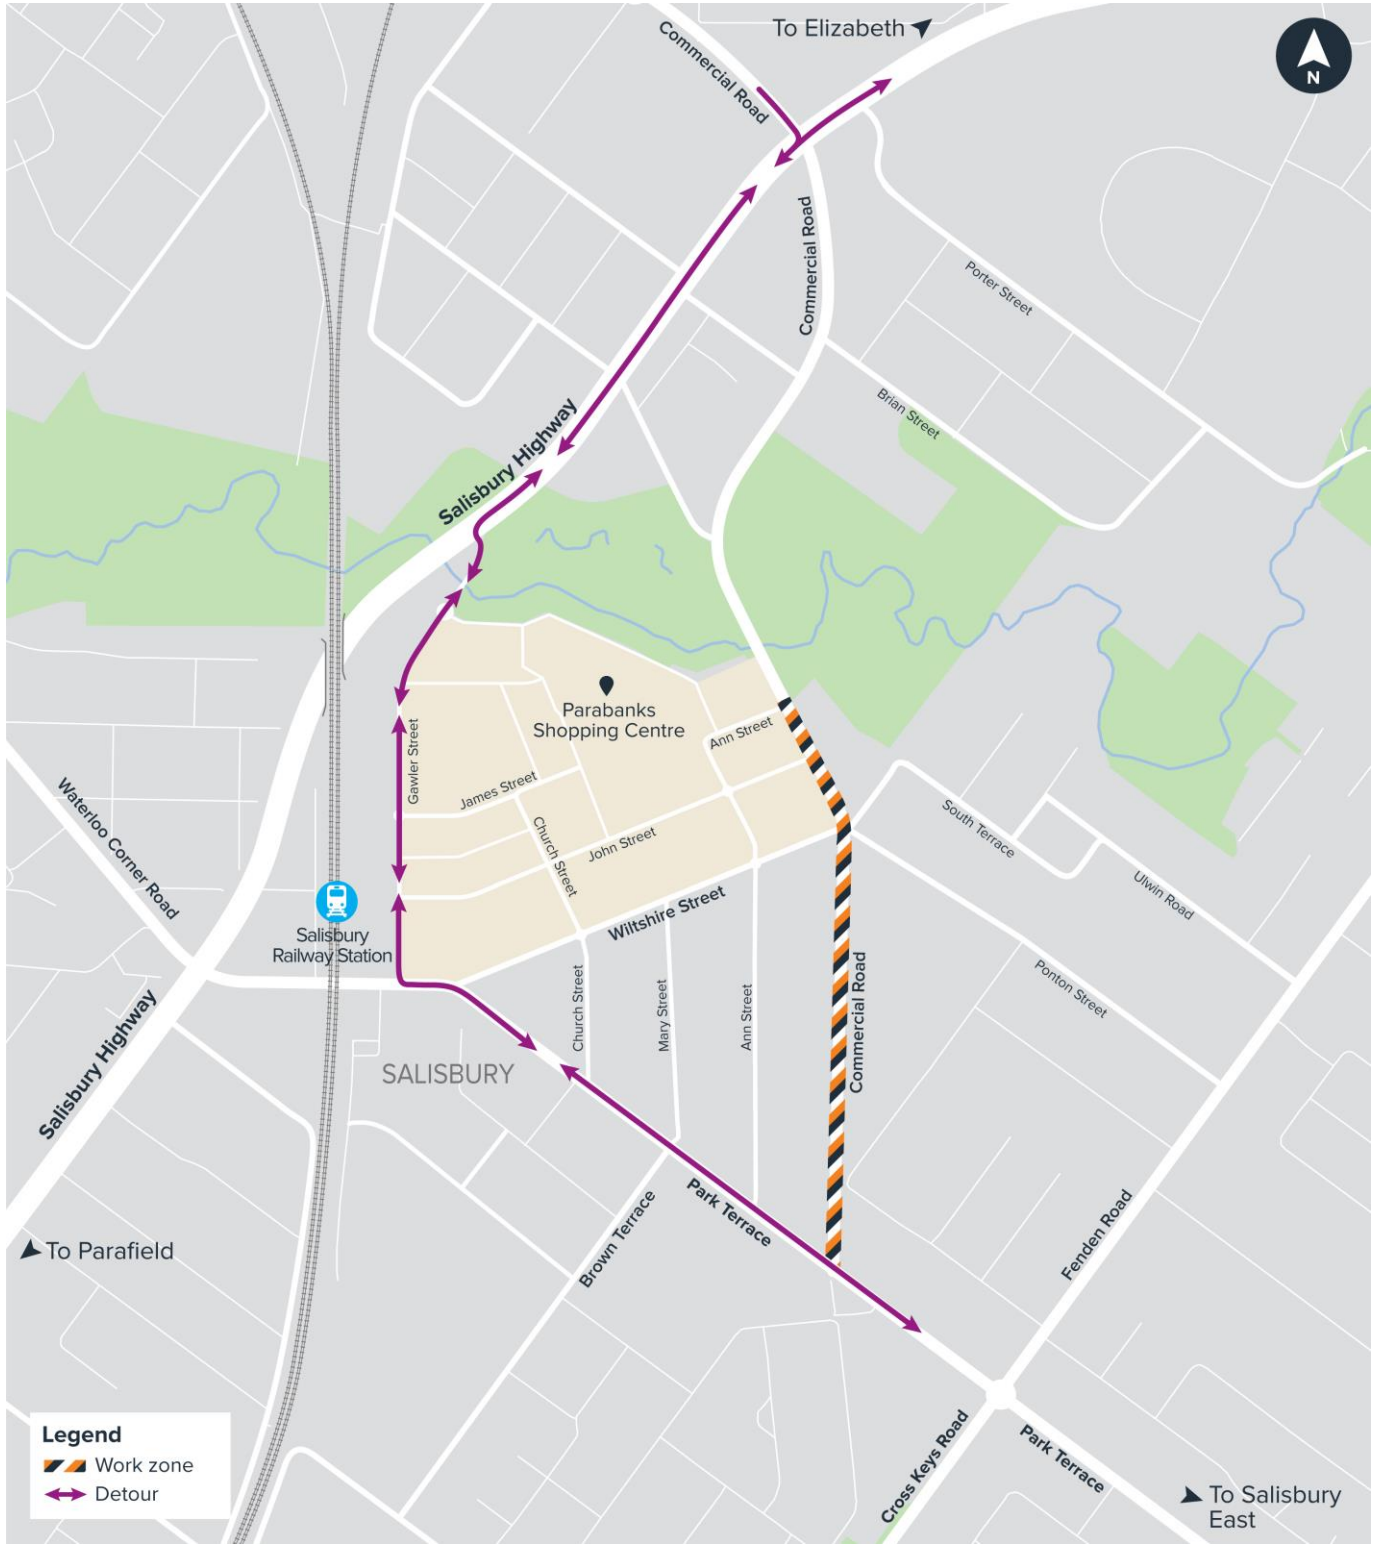 To Elizabeth
N
Commercial Road
Commercial Road
Porter Street
Brian Street
Salisbury Highway
Parabanks
Shopping Centre
Ann Street
Gawler Street
James Street
Church Street
John Street
South Terrace
Ulwin Road
Waterloo Corner Road
Wiltshire Street
Salisbury
Railway Station
Church Street
Mary Street
Ann Street
Commercial Road
Ponton Street
Salisbury Highway
SALISBURY
Park Terrace
Brown Terrace
Fenden Road
To Parafield
Cross Keys Road
Park Terrace
To Salisbury
East
Legend
Work zone
Detour